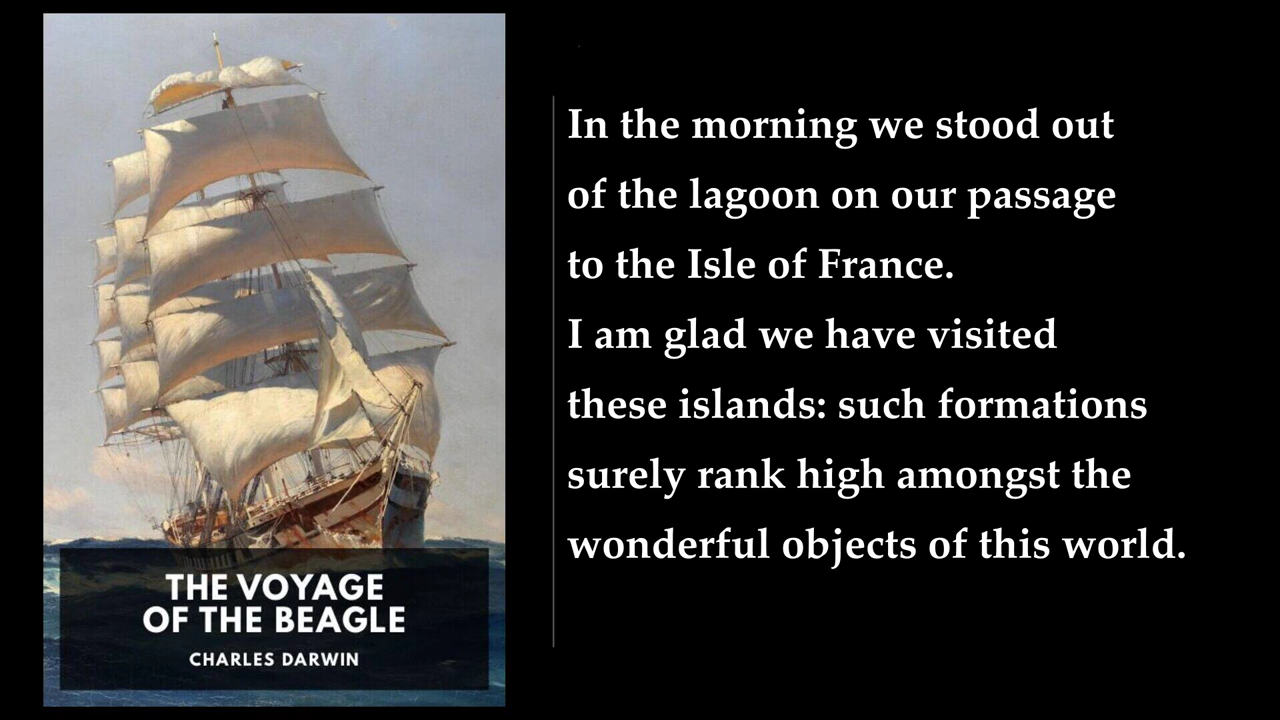 In the morning we stood out
of the lagoon on our passage
to the Isle of France.
I am glad we have visited
these islands: such formations
surely rank high amongst the
wonderful objects of this world.
THE VOYAGE
OF THE BEAGLE
CHARLES DARWIN